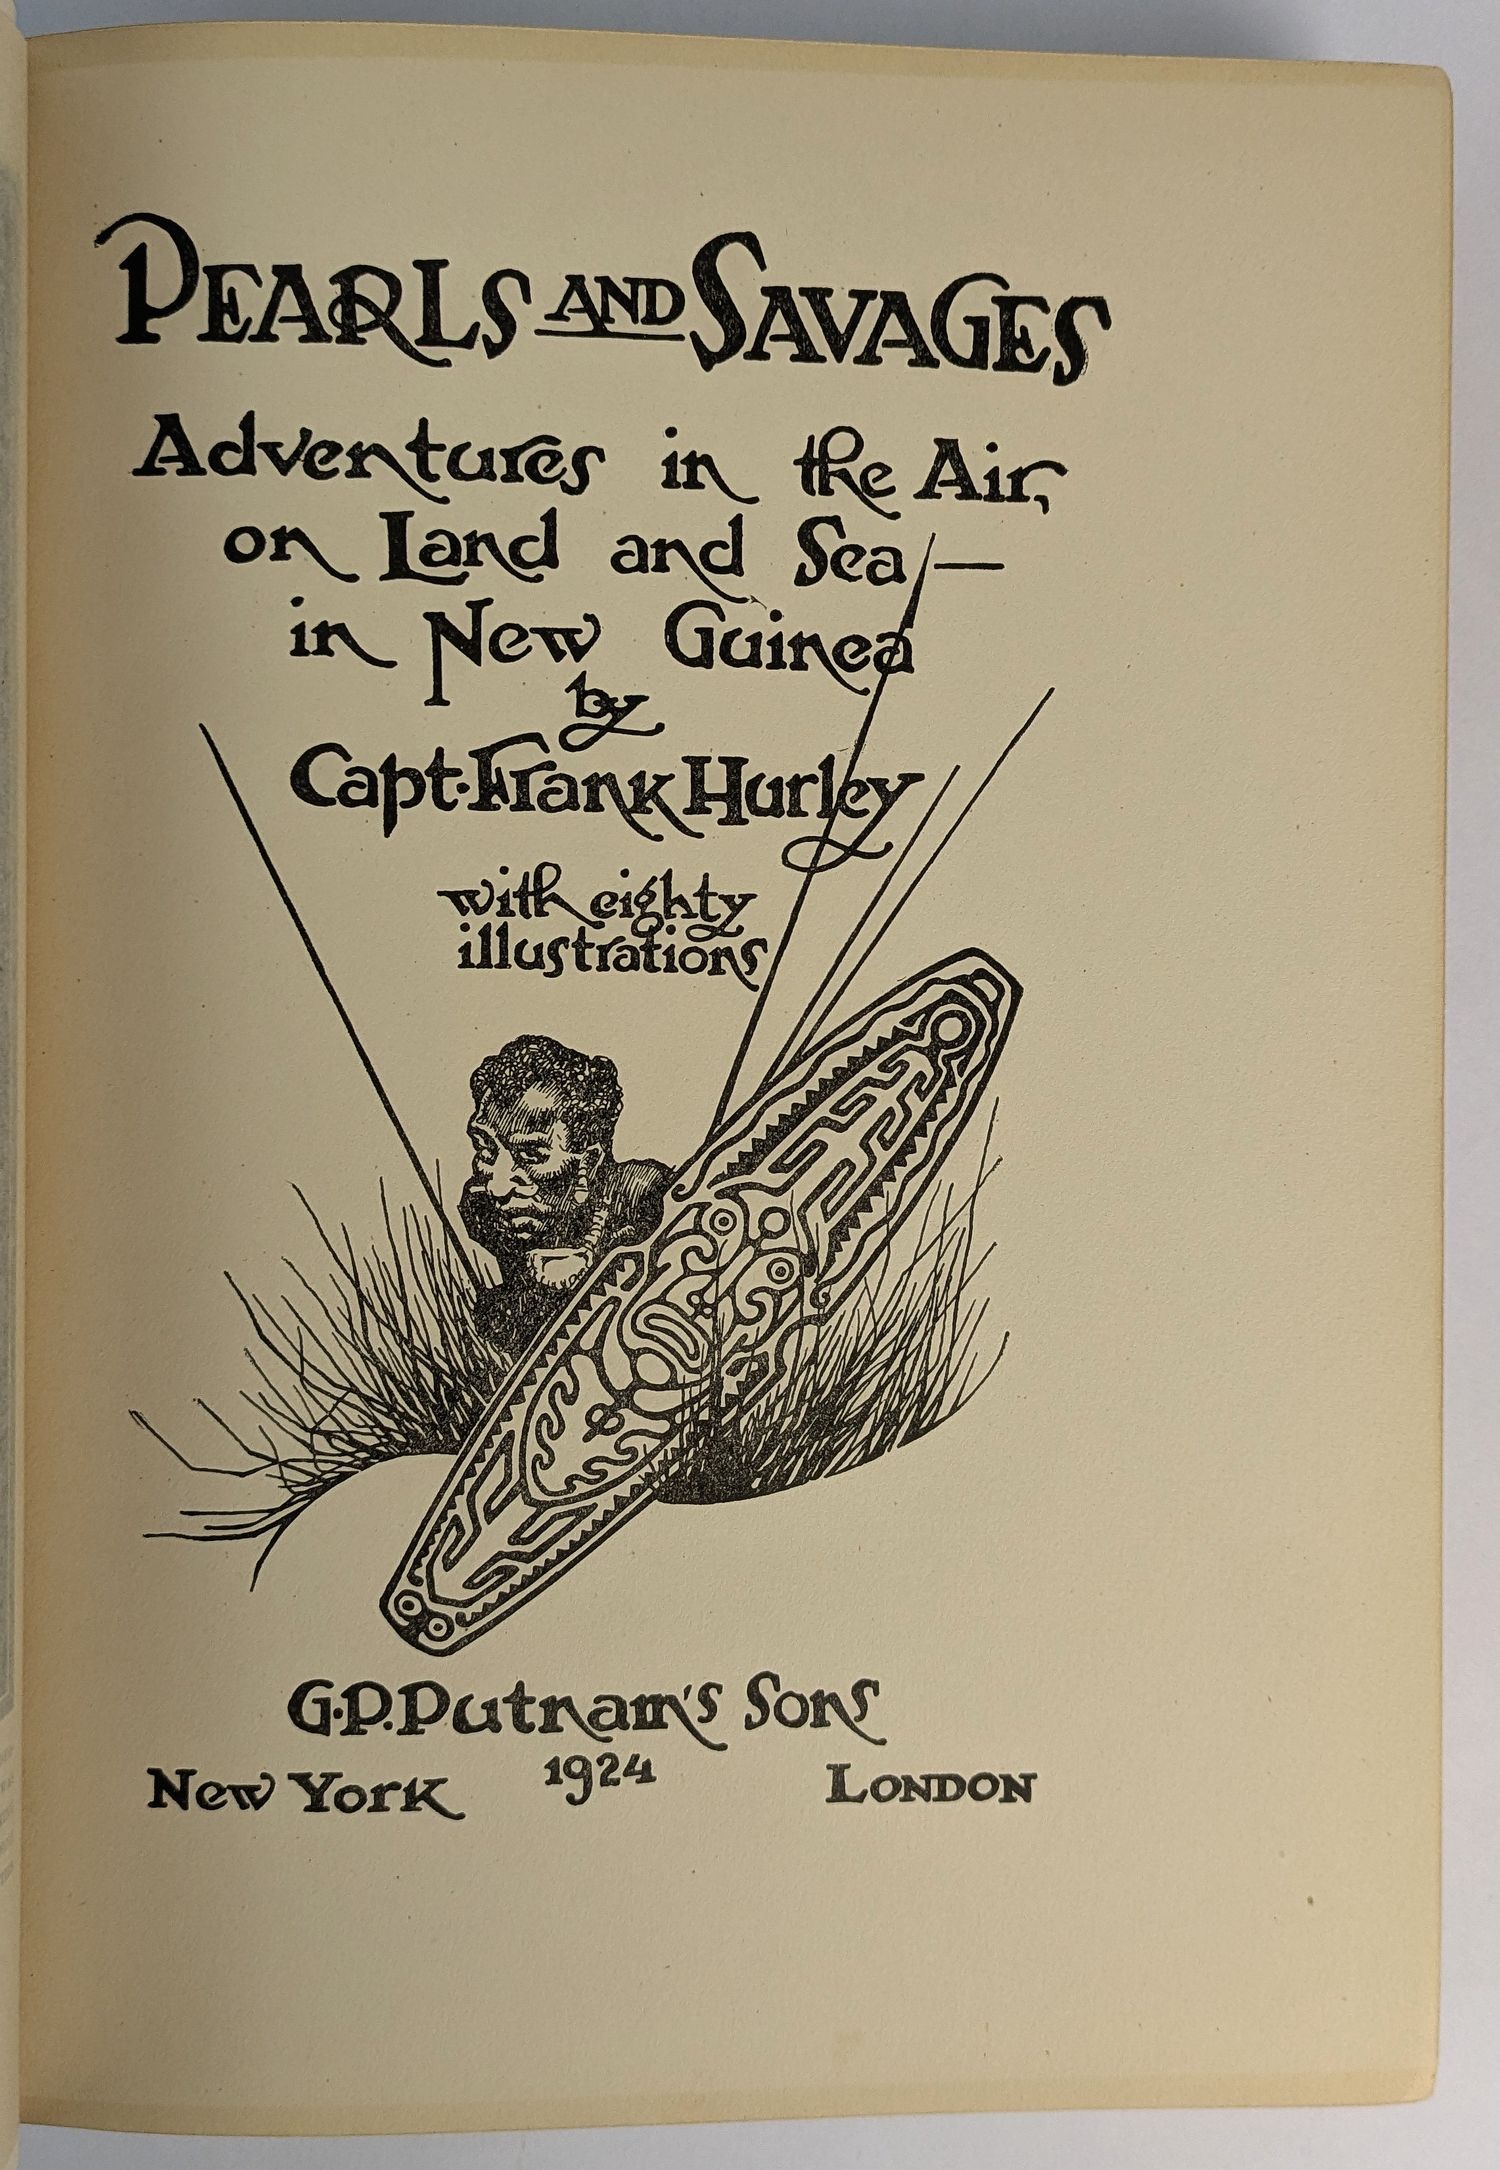 PEARLS AND SAVAGES
Adventures in the Air,
on Land and Sea —
in New Guinea
by
Capt. Frank Hurley
with eighty
illustrations
G.P. Putnam's Sons
New York 1924 London